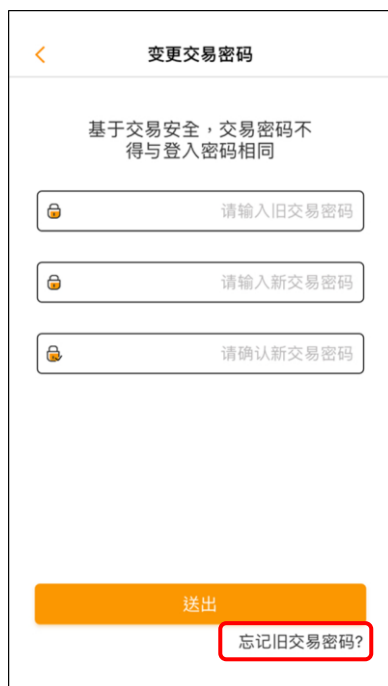 变更交易密码
基于交易安全，交易密码不
得与登入密码相同
请输入旧交易密码
请输入新交易密码
请确认新交易密码
送出
忘记旧交易密码?